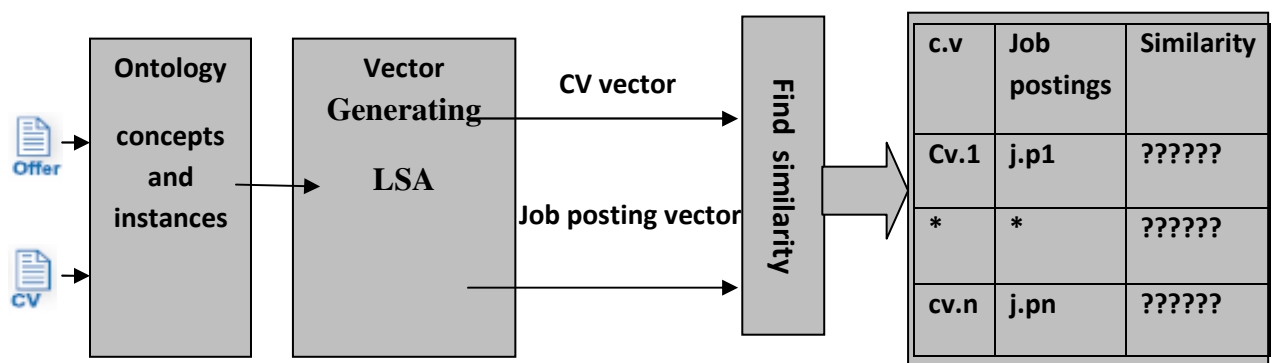 Offer
CV
Ontology
concepts
and
instances
Vector
Generating
LSA
CV vector
Job posting vector
Find similarity
c.v Job postings Similarity
Cv.1 j.p1 ??????
* * ??????
cv.n j.pn ??????